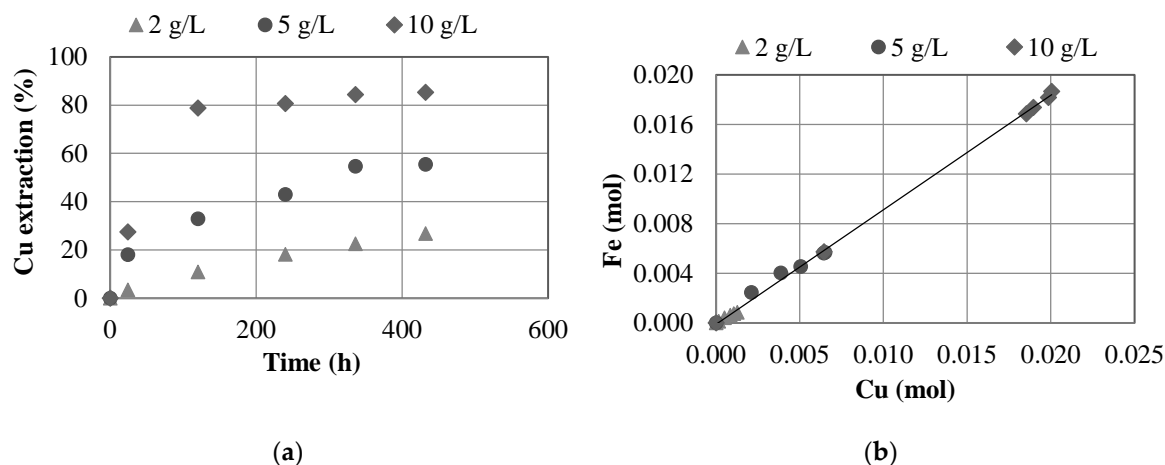 2 g/L 5 g/L 10 g/L
100
80
60
40
20
0
Cu extraction (%)
0 200 400 600
Time (h)
(a)
2 g/L 5 g/L 10 g/L
0.020
0.016
0.012
0.008
0.004
0.000
Fe (mol)
0.000 0.005 0.010 0.015 0.020 0.025
Cu (mol)
(b)